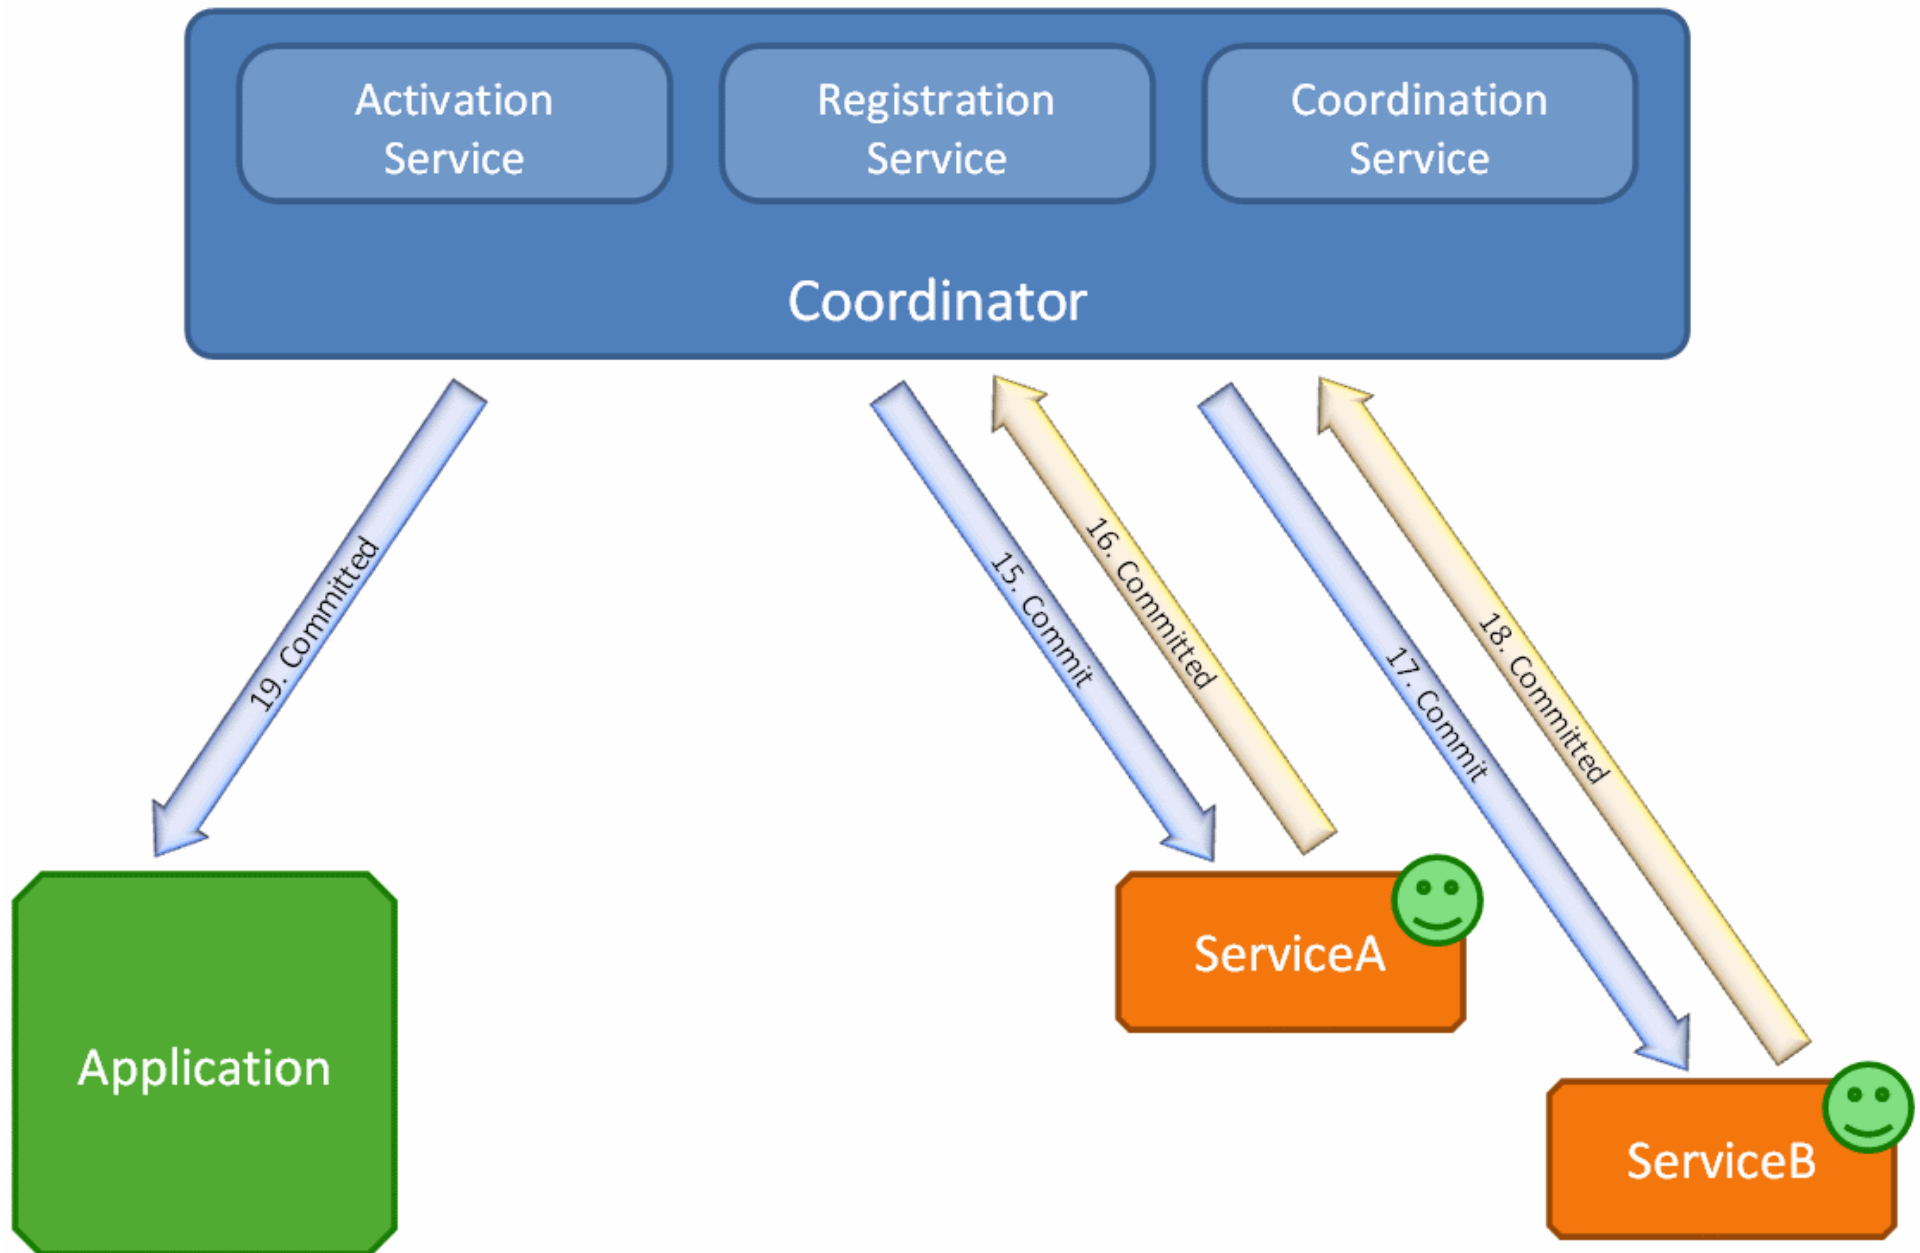 Activation
Service
Registration
Service
Coordination
Service
Coordinator
19. Committed
15. Commit
16. Committed
17. Commit
18. Committed
ServiceA
Application
ServiceB